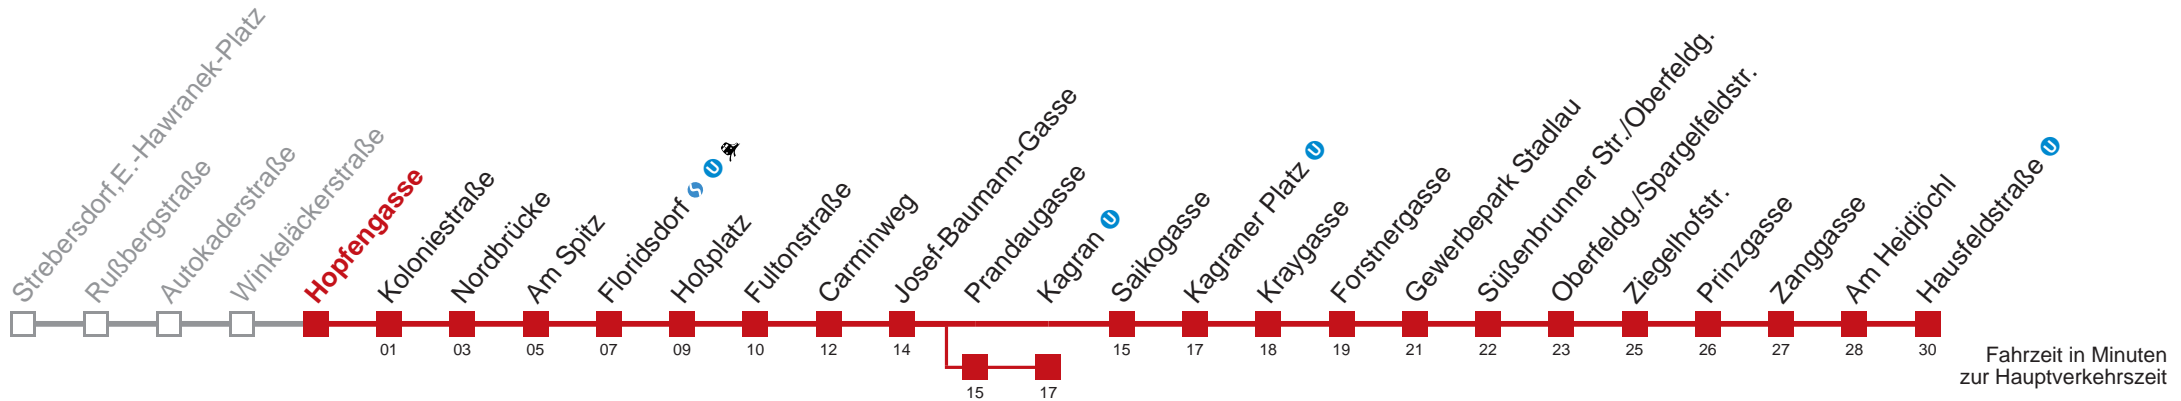 Strebersdorf,E.-Hawranek-Platz
Rußbergstraße
Autokaderstraße
Winkeläckerstraße
Hopfengasse
Koloniestraße
Nordbrücke
Am Spitz
Floridsdorf S U
Hoßplatz
Fultonstraße
Carminweg
Josef-Baumann-Gasse
Prandaugasse
Kagran U
Saikogasse
Kagraner Platz U
Kraygasse
Forstnergasse
Gewerbepark Stadlau
Süßenbrunner Str./Oberfeldg.
Oberfeldg./Spargelfeldstr.
Ziegelhofstr.
Prinzgasse
Zanggasse
Am Heidjöchl
Hausfeldstraße U
01 03 05 07 09 10 12 14 15 17 18 19 21 22 23 25 26 27 28 30
15 17
Fahrzeit in Minuten
zur Hauptverkehrszeit